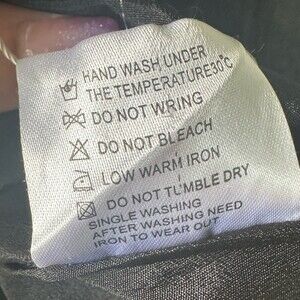 HAND WASH UNDER
THE TEMPERATURE30℃
DO NOT WRING
DO NOT BLEACH
LOW WARM IRON
DO NOT TUMBLE DRY
SINGLE WASHING
AFTER WASHING NEED
IRON TO WEAR OUT